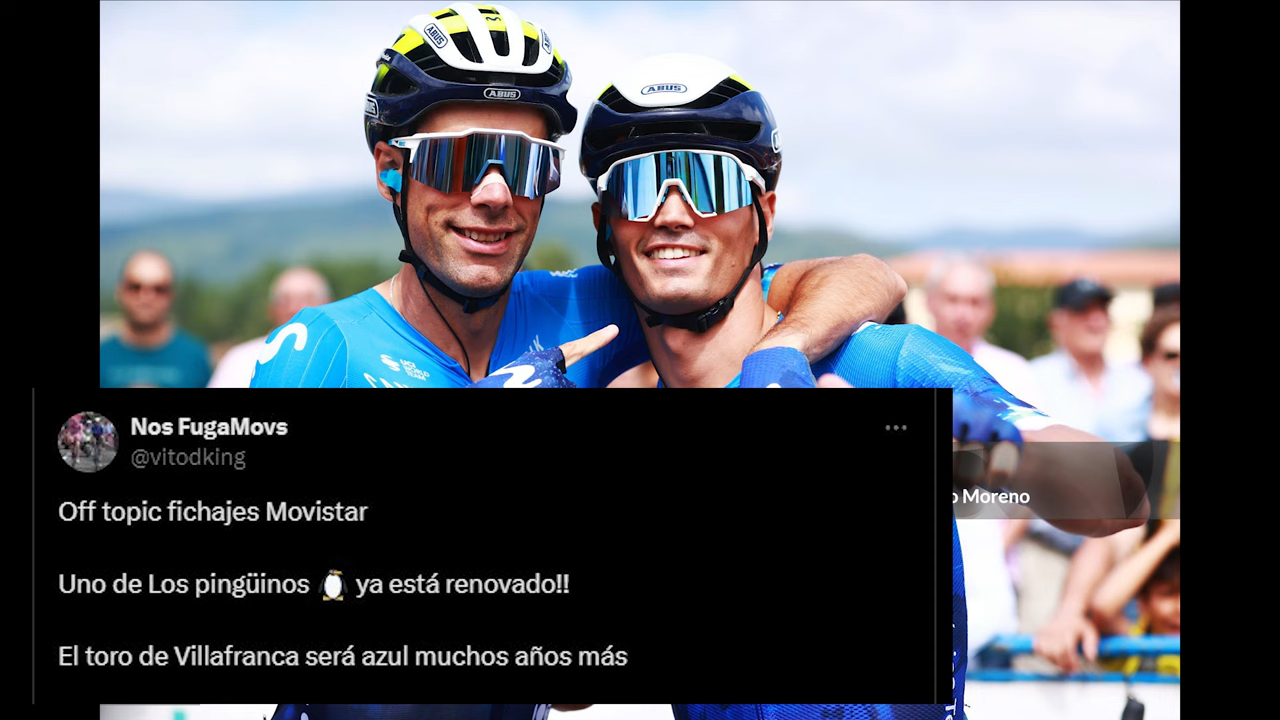 ABUS
ABUS
ABUS
Nos FugaMovs
@vitodking
Off topic fichajes Movistar
Uno de Los pingüinos 🐧 ya está renovado!!
El toro de Villafranca será azul muchos años más
Moreno